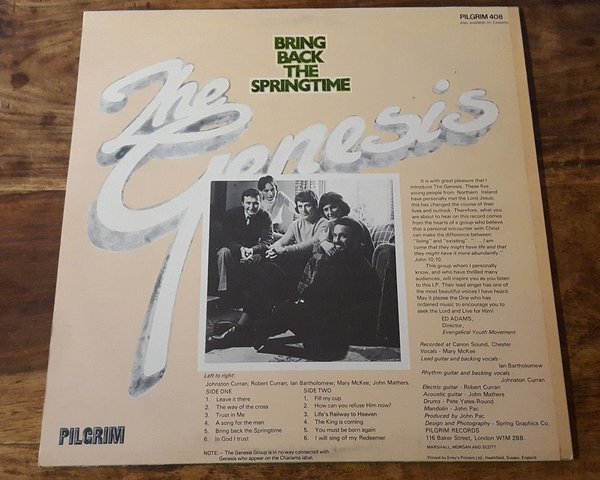 PILGRIM 408
Also available on Cassette
BRING
BACK
THE
SPRINGTIME
The
Genesis
It is with great pleasure that I
introduce The Genesis. These five
young people from Northern Ireland
have personally met the Lord Jesus;
this has changed the course of their
lives and outlook. Therefore, what you
are about to hear on this record comes
from the hearts of a group who believe
that a personal encounter with Christ
can make the difference between
"living" and "existing". ". . . I am
come that they might have life and that
they might have it more abundantly."
John 10:10.
This group whom I personally
know, and who have thrilled many
audiences, will inspire you as you listen
to this LP. Their lead singer has one of
the most beautiful voices I have heard.
May it please the One who has
ordained music to encourage you to
seek the Lord and Live for Him!
ED ADAMS,
Director,
Evangelical Youth Movement
Recorded at Canon Sound, Chester
Vocals - Mary McKee
Lead guitar and backing vocals -
Ian Bartholomew
Rhythm guitar and backing vocals -
Johnston Curran
Electric guitar - Robert Curran
Acoustic guitar - John Mathers
Drums - Pete Yates-Round
Mandolin - John Pac
Produced by John Pac
Design and Photography - Spring Graphics Co.
PILGRIM RECORDS
116 Baker Street, London W1M 2BB.
MARSHALL, MORGAN AND SCOTT
Printed by Errey's Printers Ltd., Heathfield, Sussex, England
Left to right:
Johnston Curran; Robert Curran; Ian Bartholomew; Mary McKee; John Mathers.
SIDE ONE
1. Leave it there
2. The way of the cross
3. Trust in Me
4. A song for the man
5. Bring back the Springtime
6. In God I trust
SIDE TWO
1. Fill my cup
2. How can you refuse Him now?
3. Life's Railway to Heaven
4. The King is coming
5. You must be born again
6. I will sing of my Redeemer
NOTE: - The Genesis Group is in no way connected with
Genesis who appear on the Charisma label.
PILGRIM